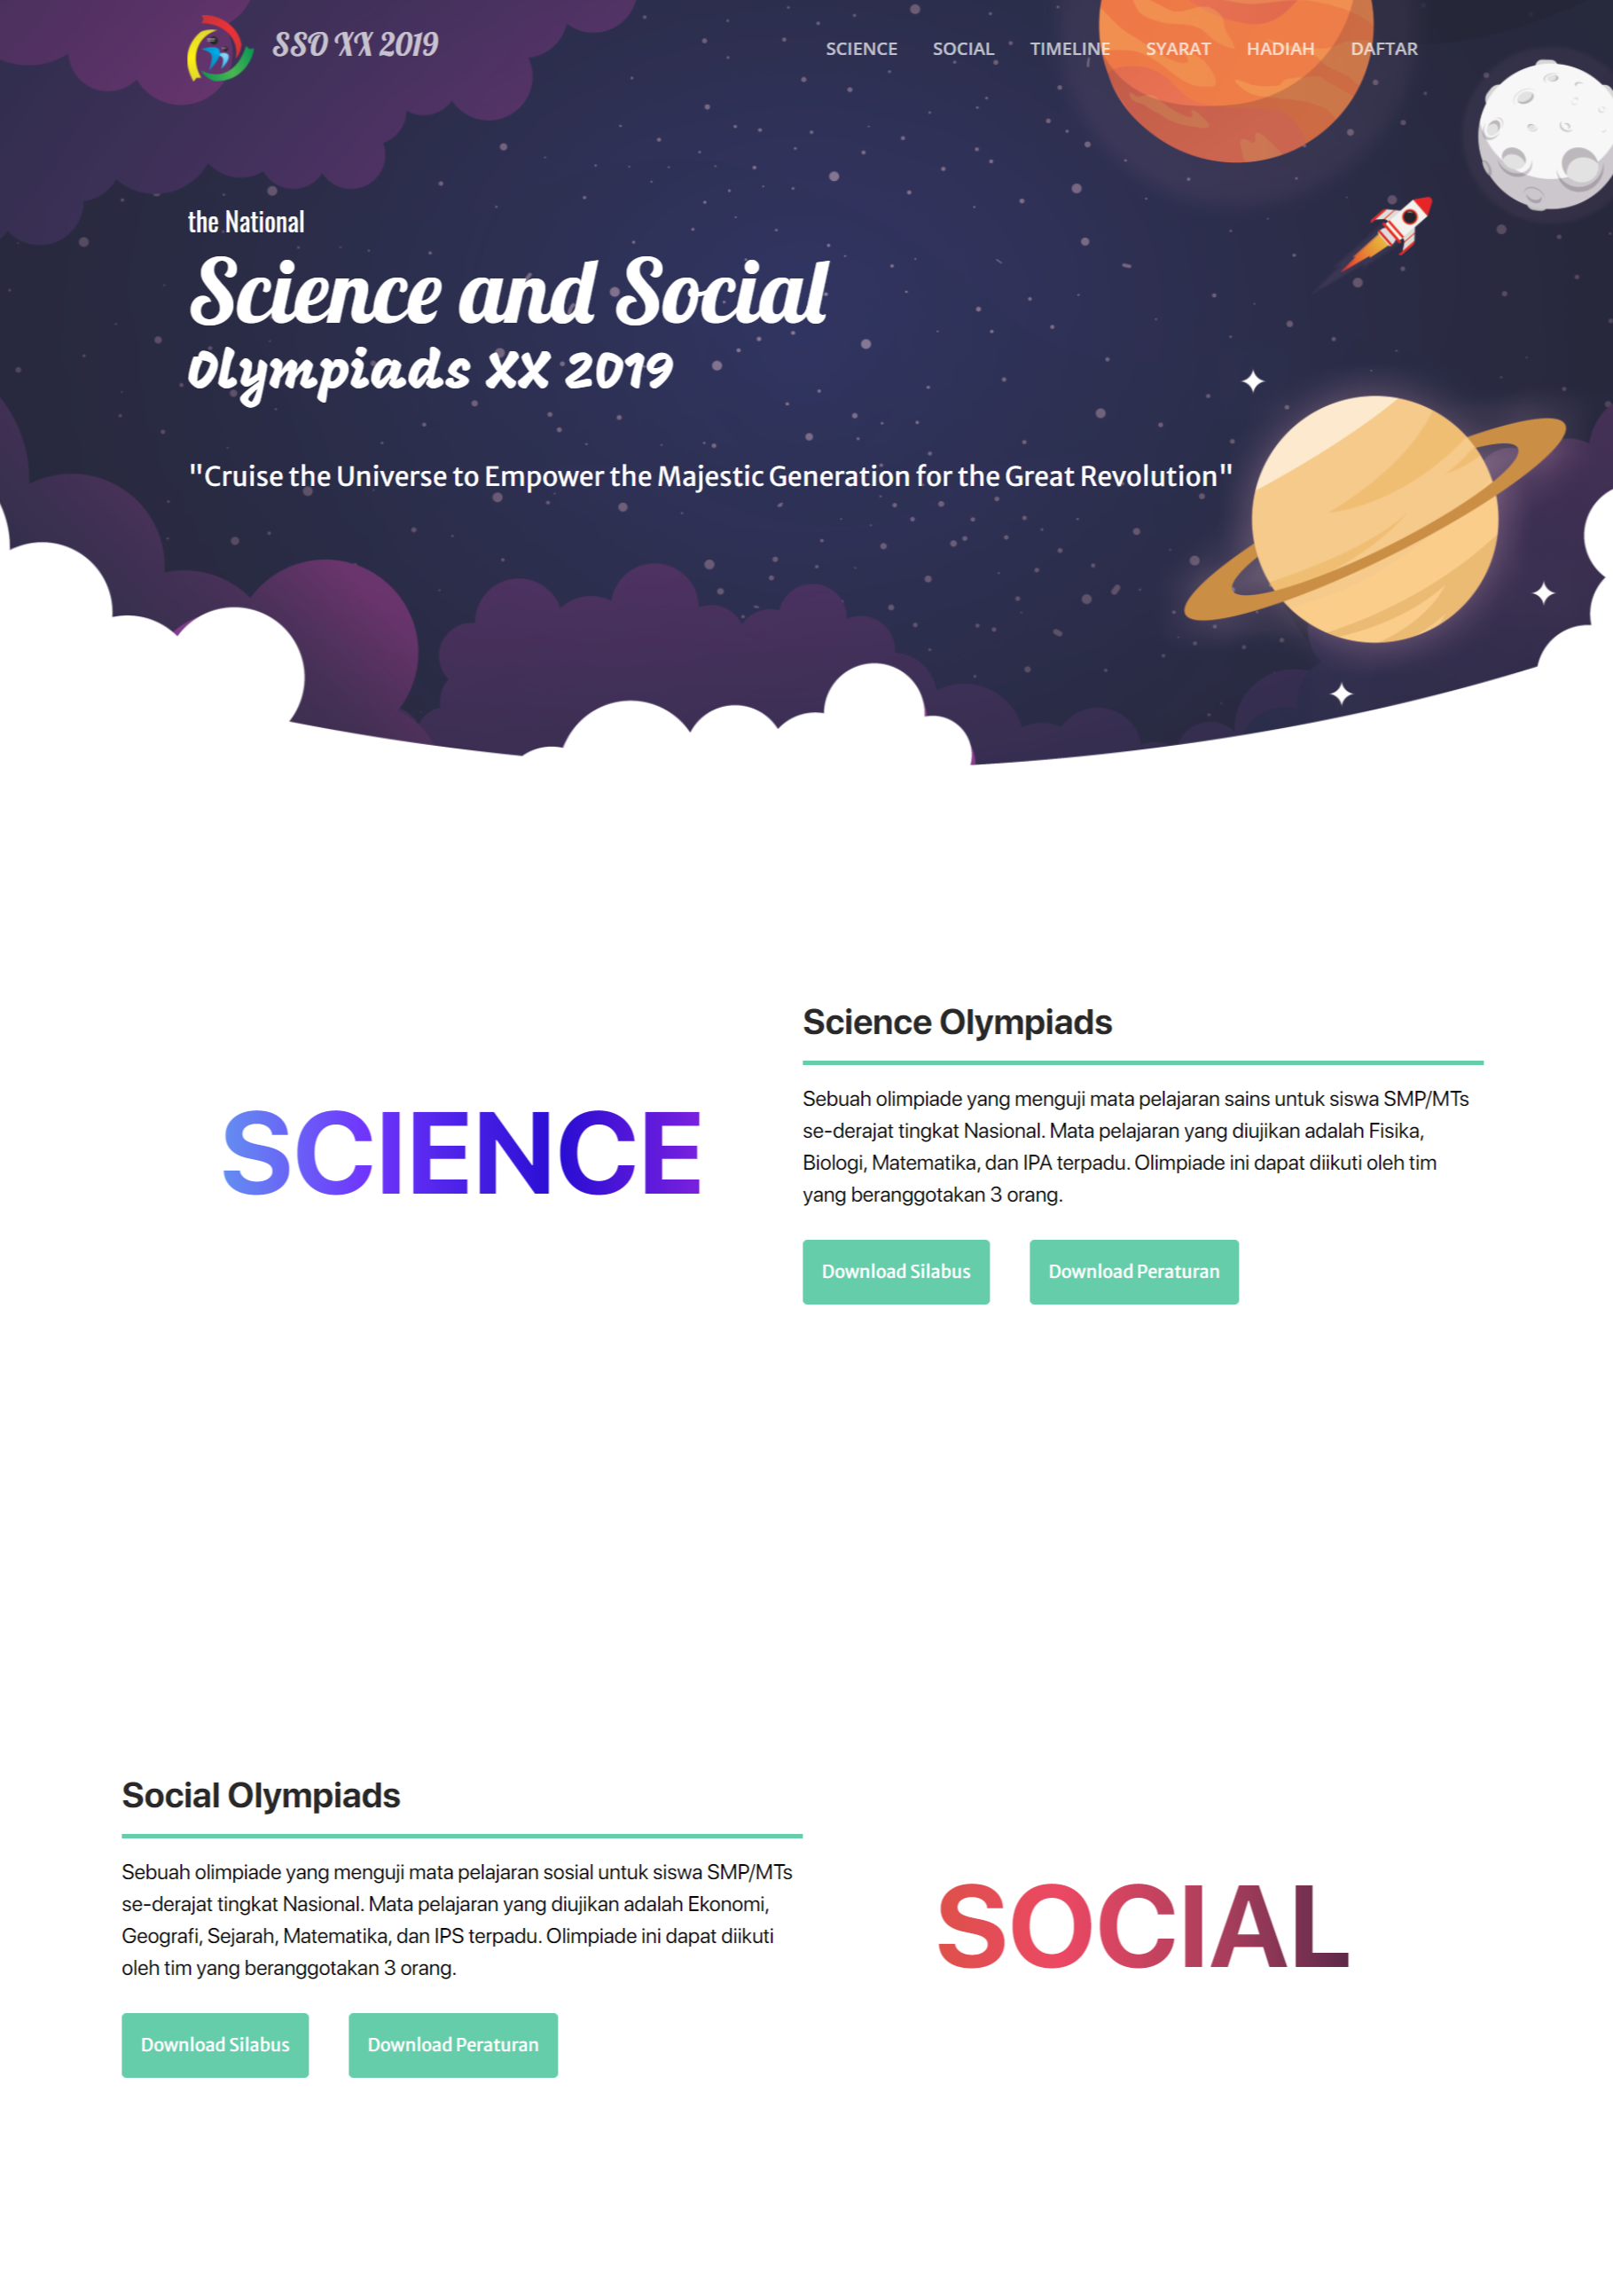 SSO XX 2019
SCIENCE SOCIAL TIMELINE SYARAT HADIAH DAFTAR
the National
Science and Social
Olympiads XX 2019
"Cruise the Universe to Empower the Majestic Generation for the Great Revolution"
SCIENCE
Science Olympiads
Sebuah olimpiade yang menguji mata pelajaran sains untuk siswa SMP/MTs
se-derajat tingkat Nasional. Mata pelajaran yang diujikan adalah Fisika,
Biologi, Matematika, dan IPA terpadu. Olimpiade ini dapat diikuti oleh tim
yang beranggotakan 3 orang.
Download Silabus Download Peraturan
Social Olympiads
Sebuah olimpiade yang menguji mata pelajaran sosial untuk siswa SMP/MTs
se-derajat tingkat Nasional. Mata pelajaran yang diujikan adalah Ekonomi,
Geografi, Sejarah, Matematika, dan IPS terpadu. Olimpiade ini dapat diikuti
oleh tim yang beranggotakan 3 orang.
Download Silabus Download Peraturan
SOCIAL